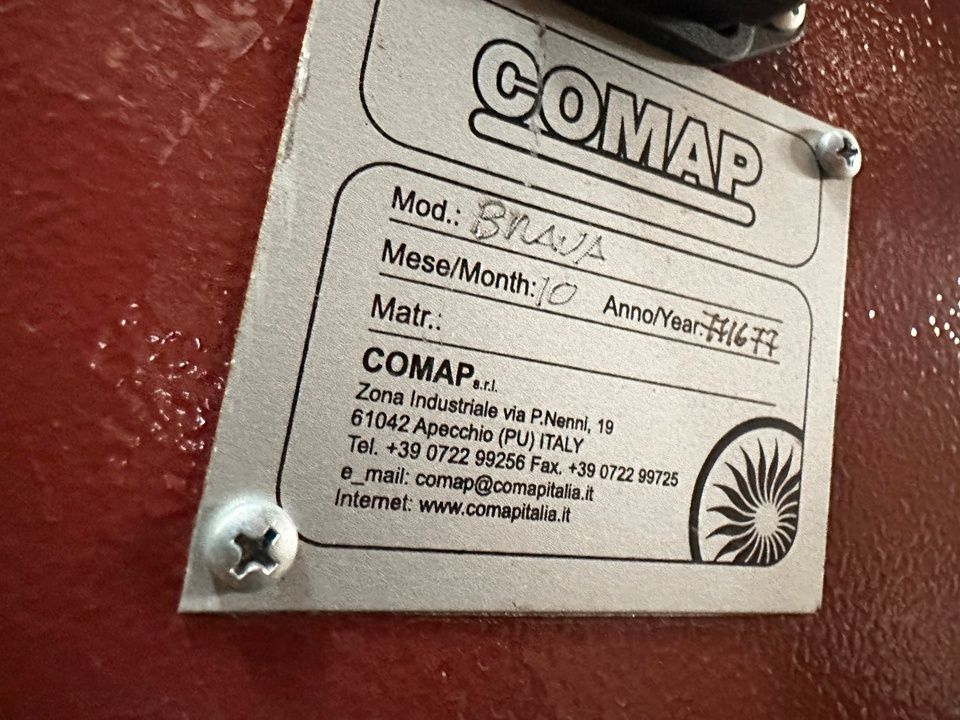 COMAP
Mod.: BRAVA
Mese/Month: 10 Anno/Year:
Matr.:
COMAP s.r.l.
Zona Industriale via P.Nenni, 19
61042 Apecchio (PU) ITALY
Tel. +39 0722 99256 Fax. +39 0722 99725
e_mail: comap@comapitalia.it
Internet: www.comapitalia.it